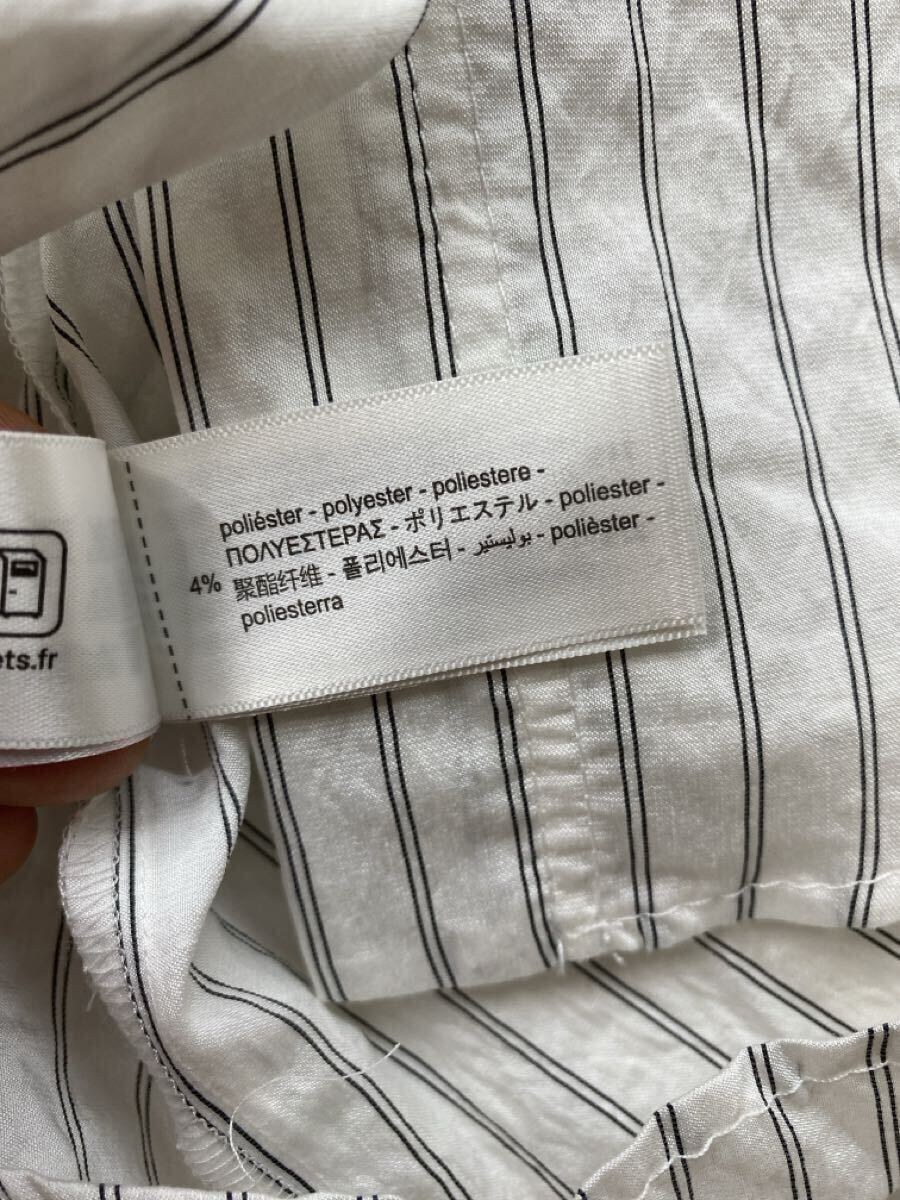 poliéster - polyester - poliestere -
ΠΟΛΥΕΣΤΕΡΑΣ - ポリエステル - poliester -
4% 聚酯纤维 - 폴리에스터 - بوليستير - polièster -
poliesterra
ets.fr